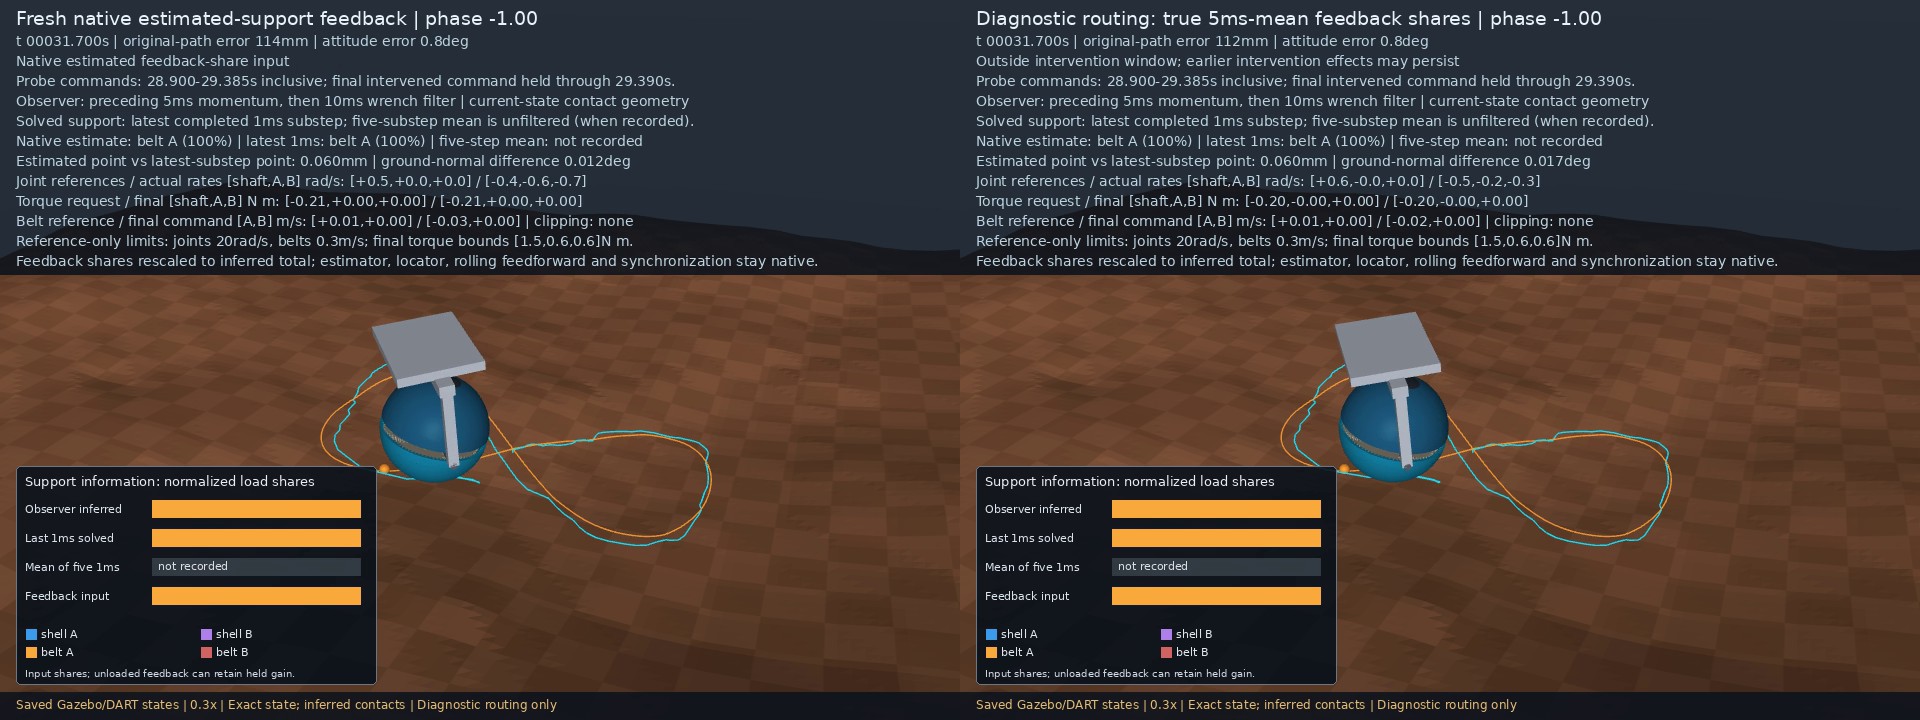 Fresh native estimated-support feedback | phase -1.00
t 00031.700s | original-path error 114mm | attitude error 0.8deg
Native estimated feedback-share input
Probe commands: 28.900-29.385s inclusive; final intervened command held through 29.390s.
Observer: preceding 5ms momentum, then 10ms wrench filter | current-state contact geometry
Solved support: latest completed 1ms substep; five-substep mean is unfiltered (when recorded).
Native estimate: belt A (100%) | latest 1ms: belt A (100%) | five-step mean: not recorded
Estimated point vs latest-substep point: 0.060mm | ground-normal difference 0.012deg
Joint references / actual rates [shaft,A,B] rad/s: [+0.5,+0.0,+0.0] / [-0.4,-0.6,-0.7]
Torque request / final [shaft,A,B] N m: [-0.21,+0.00,+0.00] / [-0.21,+0.00,+0.00]
Belt reference / final command [A,B] m/s: [+0.01,+0.00] / [-0.03,+0.00] | clipping: none
Reference-only limits: joints 20rad/s, belts 0.3m/s; final torque bounds [1.5,0.6,0.6]N m.
Feedback shares rescaled to inferred total; estimator, locator, rolling feedforward and synchronization stay native.
Support information: normalized load shares
Observer inferred
Last 1ms solved
Mean of five 1ms not recorded
Feedback input
shell A shell B
belt A belt B
Input shares; unloaded feedback can retain held gain.
Saved Gazebo/DART states | 0.3x | Exact state; inferred contacts | Diagnostic routing only
Diagnostic routing: true 5ms-mean feedback shares | phase -1.00
t 00031.700s | original-path error 112mm | attitude error 0.8deg
Outside intervention window; earlier intervention effects may persist
Probe commands: 28.900-29.385s inclusive; final intervened command held through 29.390s.
Observer: preceding 5ms momentum, then 10ms wrench filter | current-state contact geometry
Solved support: latest completed 1ms substep; five-substep mean is unfiltered (when recorded).
Native estimate: belt A (100%) | latest 1ms: belt A (100%) | five-step mean: not recorded
Estimated point vs latest-substep point: 0.060mm | ground-normal difference 0.017deg
Joint references / actual rates [shaft,A,B] rad/s: [+0.6,-0.0,+0.0] / [-0.5,-0.2,-0.3]
Torque request / final [shaft,A,B] N m: [-0.20,-0.00,+0.00] / [-0.20,-0.00,+0.00]
Belt reference / final command [A,B] m/s: [+0.01,+0.00] / [-0.02,+0.00] | clipping: none
Reference-only limits: joints 20rad/s, belts 0.3m/s; final torque bounds [1.5,0.6,0.6]N m.
Feedback shares rescaled to inferred total; estimator, locator, rolling feedforward and synchronization stay native.
Support information: normalized load shares
Observer inferred
Last 1ms solved
Mean of five 1ms not recorded
Feedback input
shell A shell B
belt A belt B
Input shares; unloaded feedback can retain held gain.
Saved Gazebo/DART states | 0.3x | Exact state; inferred contacts | Diagnostic routing only